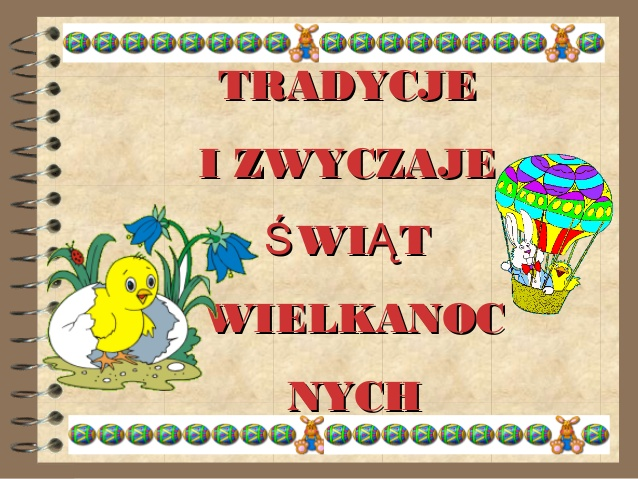 TRADYCJE
I ZWYCZAJE
ŚWIĄT
WIELKANOC
NYCH